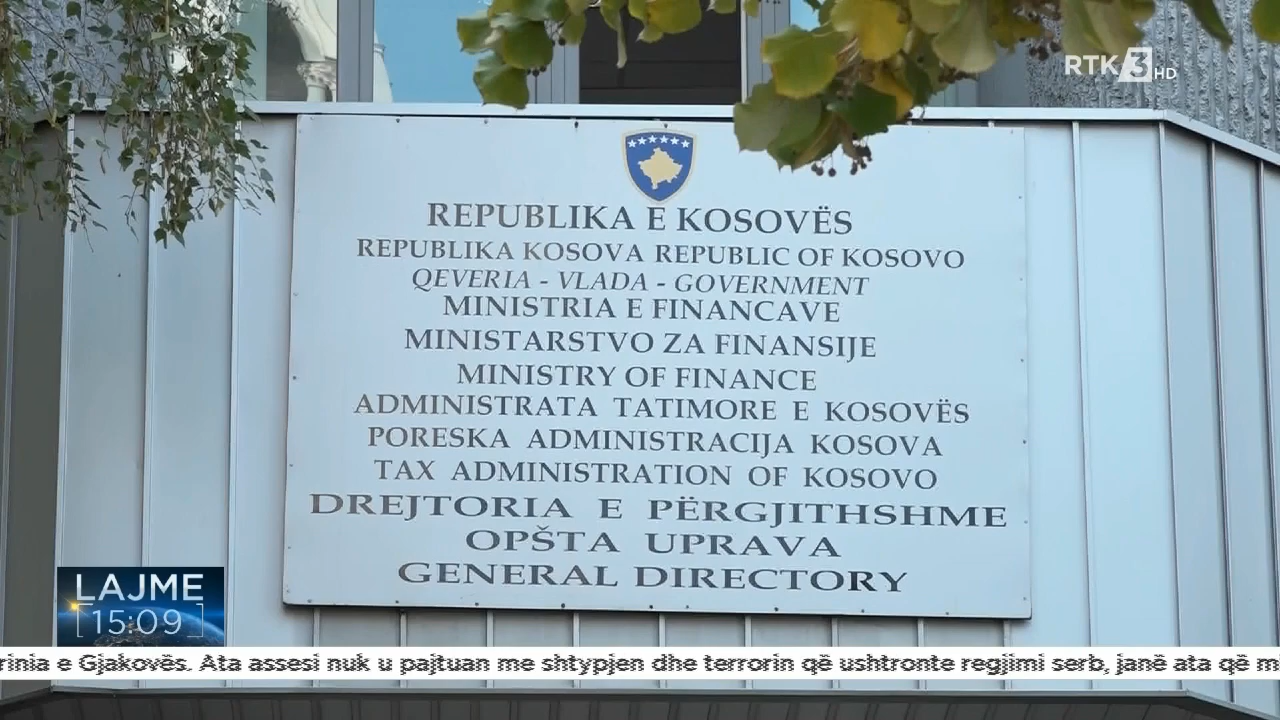 RTK 3 HD
REPUBLIKA E KOSOVËS
REPUBLIKA KOSOVA REPUBLIC OF KOSOVO
QEVERIA - VLADA - GOVERNMENT
MINISTRIA E FINANCAVE
MINISTARSTVO ZA FINANSIJE
MINISTRY OF FINANCE
ADMINISTRATA TATIMORE E KOSOVËS
PORESKA ADMINISTRACIJA KOSOVA
TAX ADMINISTRATION OF KOSOVO
DREJTORIA E PËRGJITHSHME
OPŠTA UPRAVA
GENERAL DIRECTORY
LAJME
15:09
e Gjakovës. Ata assesi nuk u pajtuan me shtypjen dhe terrorin që ushtronte regjimi serb, janë ata që